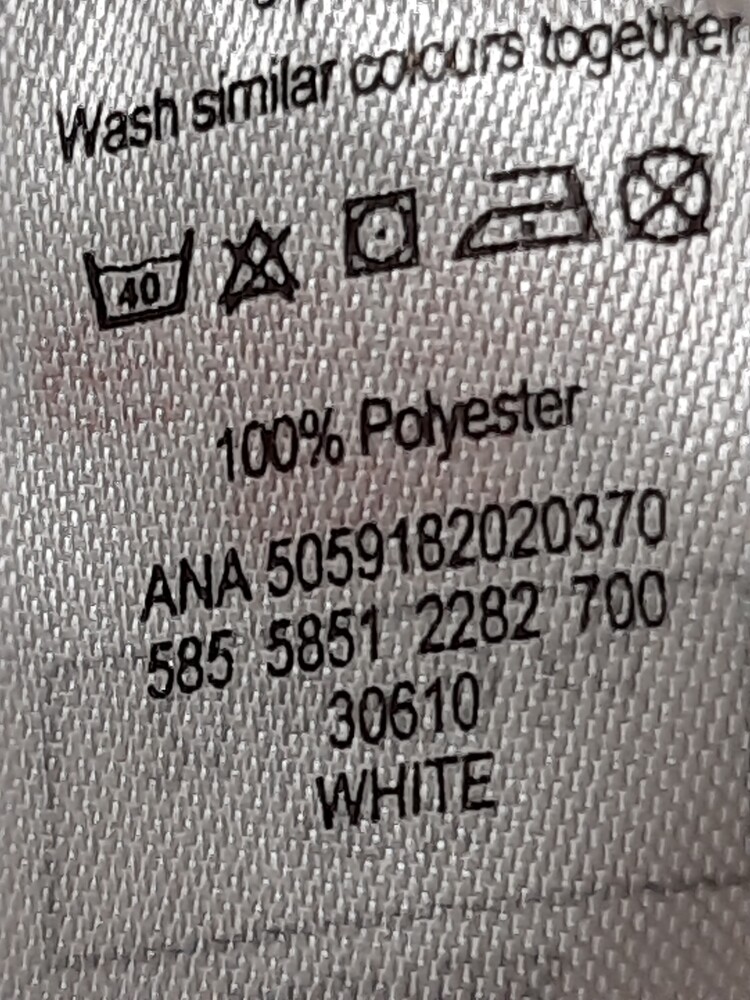 Wash similar colours together
40
100% Polyester
ANA 5059182020370
585 5851 2282 700
30610
WHITE